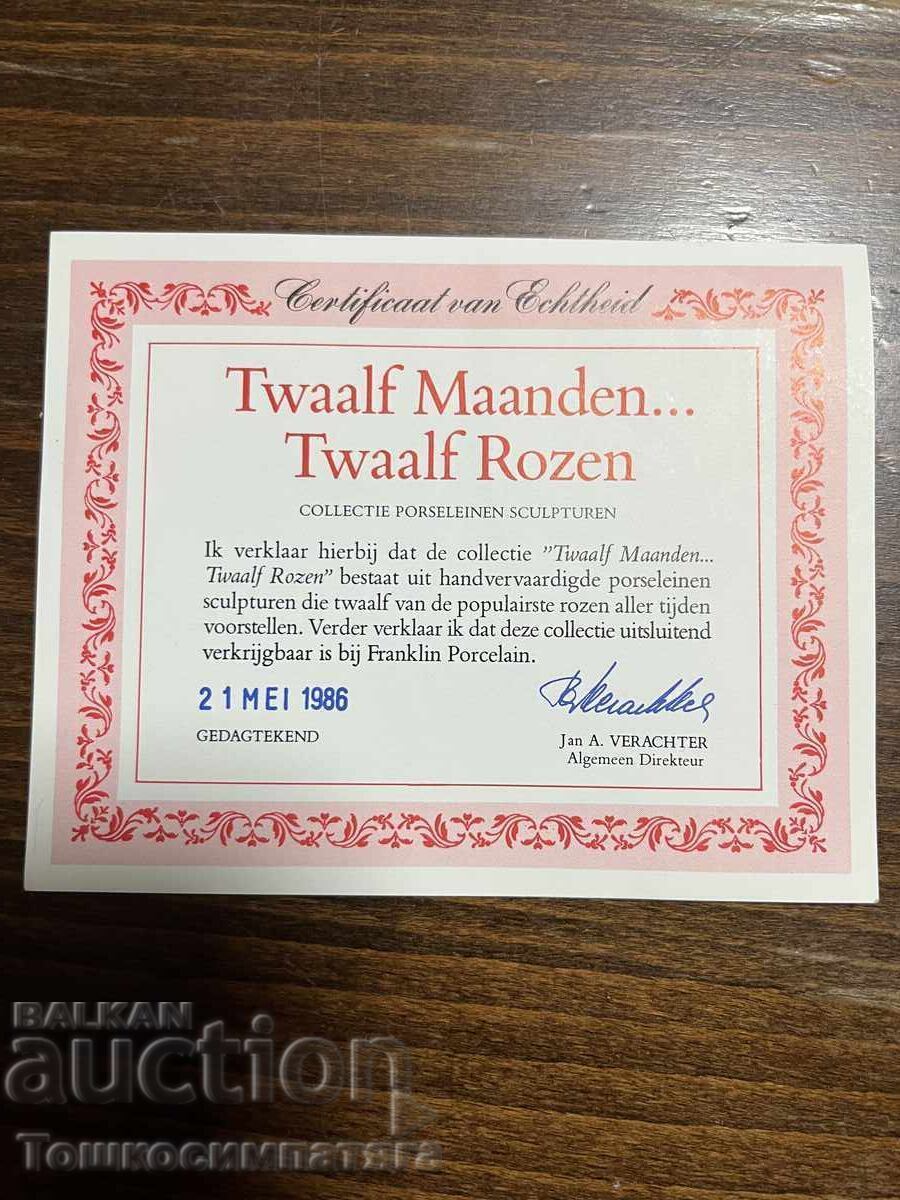 Certificaat van Echtheid
Twaalf Maanden...
Twaalf Rozen
COLLECTIE PORSELEINEN SCULPTUREN
Ik verklaar hierbij dat de collectie "Twaalf Maanden...
Twaalf Rozen" bestaat uit handvervaardigde porseleinen
sculpturen die twaalf van de populairste rozen aller tijden
voorstellen. Verder verklaar ik dat deze collectie uitsluitend
verkrijgbaar is bij Franklin Porcelain.
21 MEI 1986
GEDAGTEKEND
Jan A. VERACHTER
Algemeen Direkteur
BALKAN
auction
Тошкосимпатяга